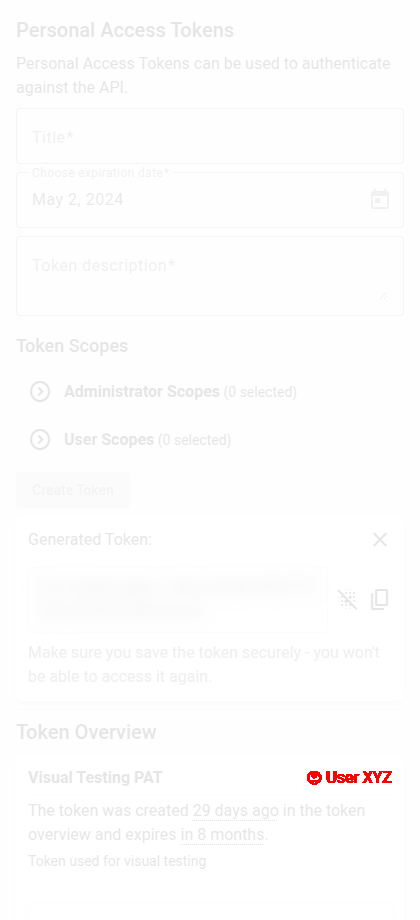 Personal Access Tokens
Personal Access Tokens can be used to authenticate
against the API.
Title*
Choose expiration date*
May 2, 2024
Token description*
Token Scopes
Administrator Scopes (0 selected)
User Scopes (0 selected)
Create Token
Generated Token:
Make sure you save the token securely - you won't
be able to access it again.
Token Overview
Visual Testing PAT User XYZ
The token was created 29 days ago in the token
overview and expires in 8 months.
Token used for visual testing